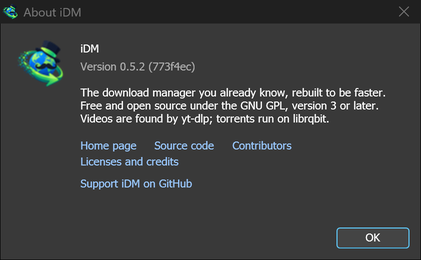 About iDM
iDM
Version 0.5.2 (773f4ec)
The download manager you already know, rebuilt to be faster.
Free and open source under the GNU GPL, version 3 or later.
Videos are found by yt-dlp; torrents run on librqbit.
Home page Source code Contributors
Licenses and credits
Support iDM on GitHub
OK